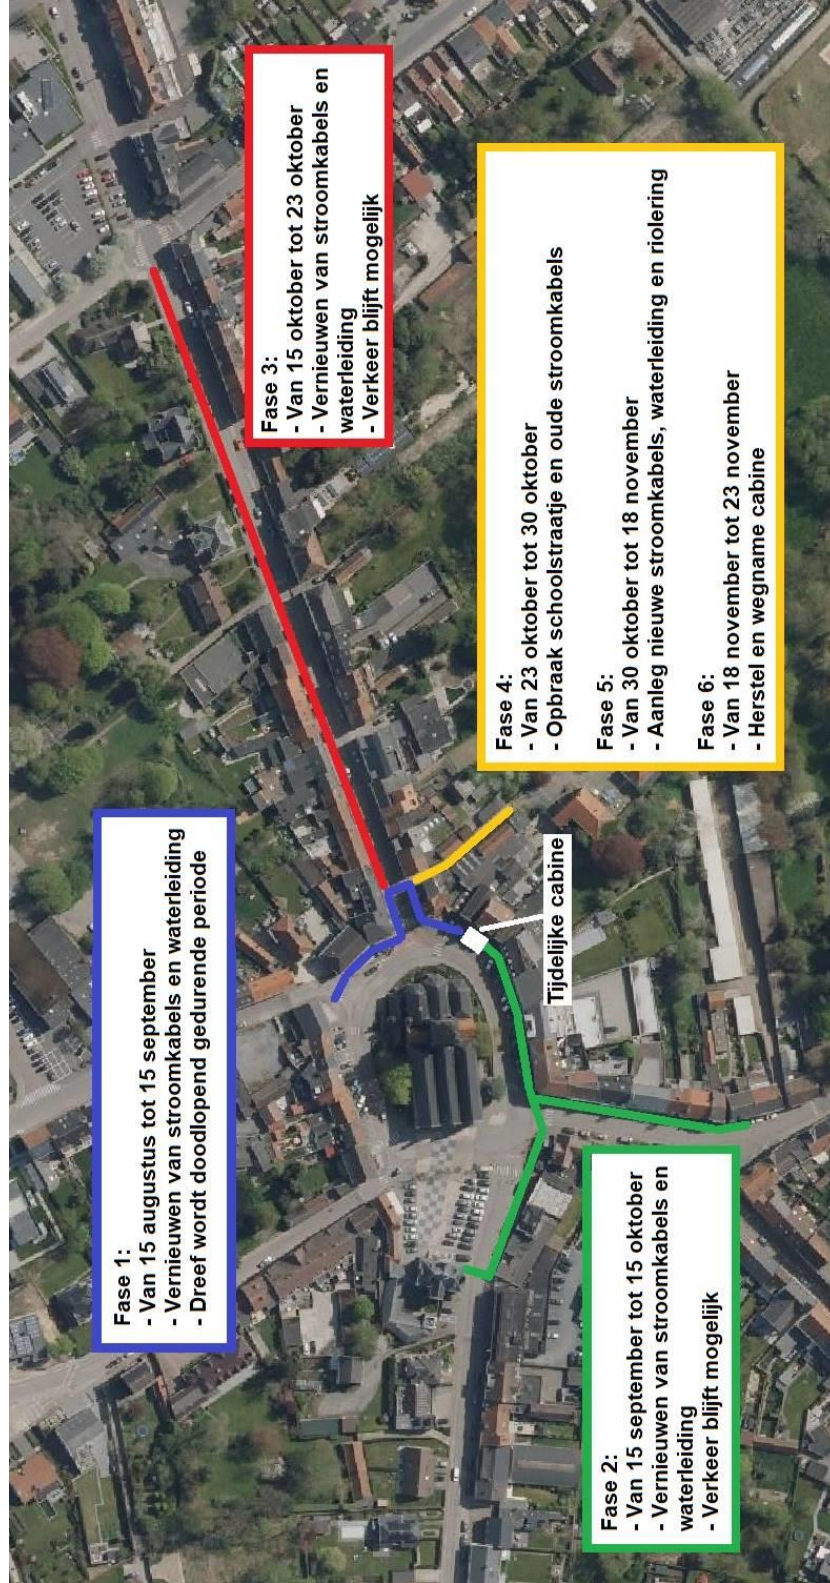 Fase 1:
- Van 15 augustus tot 15 september
- Vernieuwen van stroomkabels en waterleiding
- Dreef wordt doodlopend gedurende periode
Fase 3:
- Van 15 oktober tot 23 oktober
- Vernieuwen van stroomkabels en
waterleiding
- Verkeer blijft mogelijk
Tijdelijke cabine
Fase 2:
- Van 15 september tot 15 oktober
- Vernieuwen van stroomkabels en
waterleiding
- Verkeer blijft mogelijk
Fase 4:
- Van 23 oktober tot 30 oktober
- Opbraak schoolstraatje en oude stroomkabels
Fase 5:
- Van 30 oktober tot 18 november
- Aanleg nieuwe stroomkabels, waterleiding en riolering
Fase 6:
- Van 18 november tot 23 november
- Herstel en wegname cabine